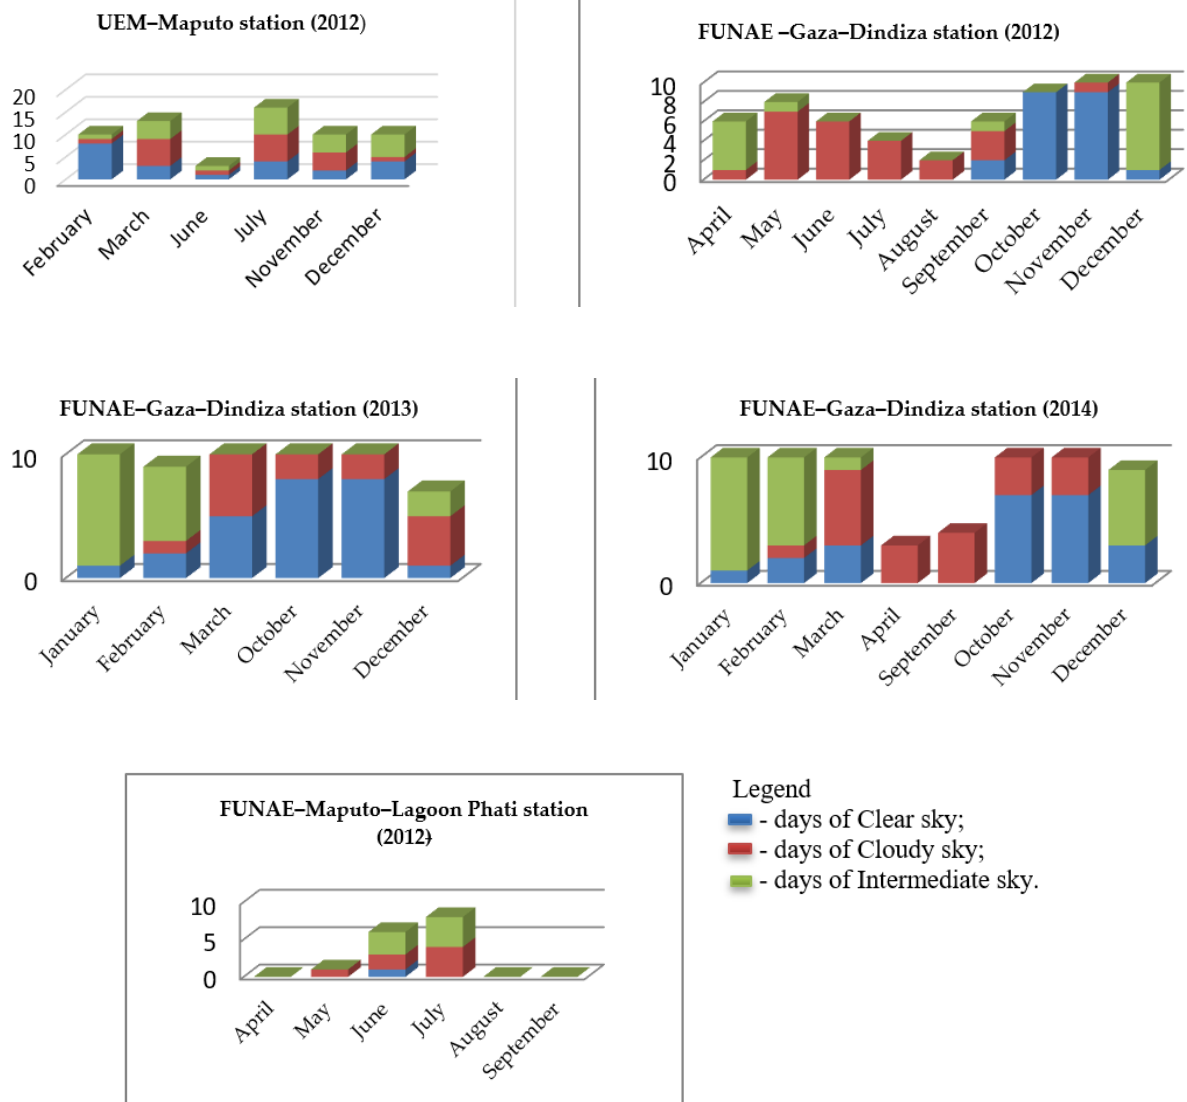 UEM–Maputo station (2012)
20
15
10
5
0
February
March
June
July
November
December
FUNAE –Gaza–Dindiza station (2012)
10
8
6
4
2
0
April
May
June
July
August
September
October
November
December
FUNAE–Gaza–Dindiza station (2013)
10
0
January
February
March
October
November
December
FUNAE–Gaza–Dindiza station (2014)
10
0
January
February
March
April
September
October
November
December
FUNAE–Maputo–Lagoon Phati station
(2012)
10
5
0
April
May
June
July
August
September
Legend
- days of Clear sky;
- days of Cloudy sky;
- days of Intermediate sky.